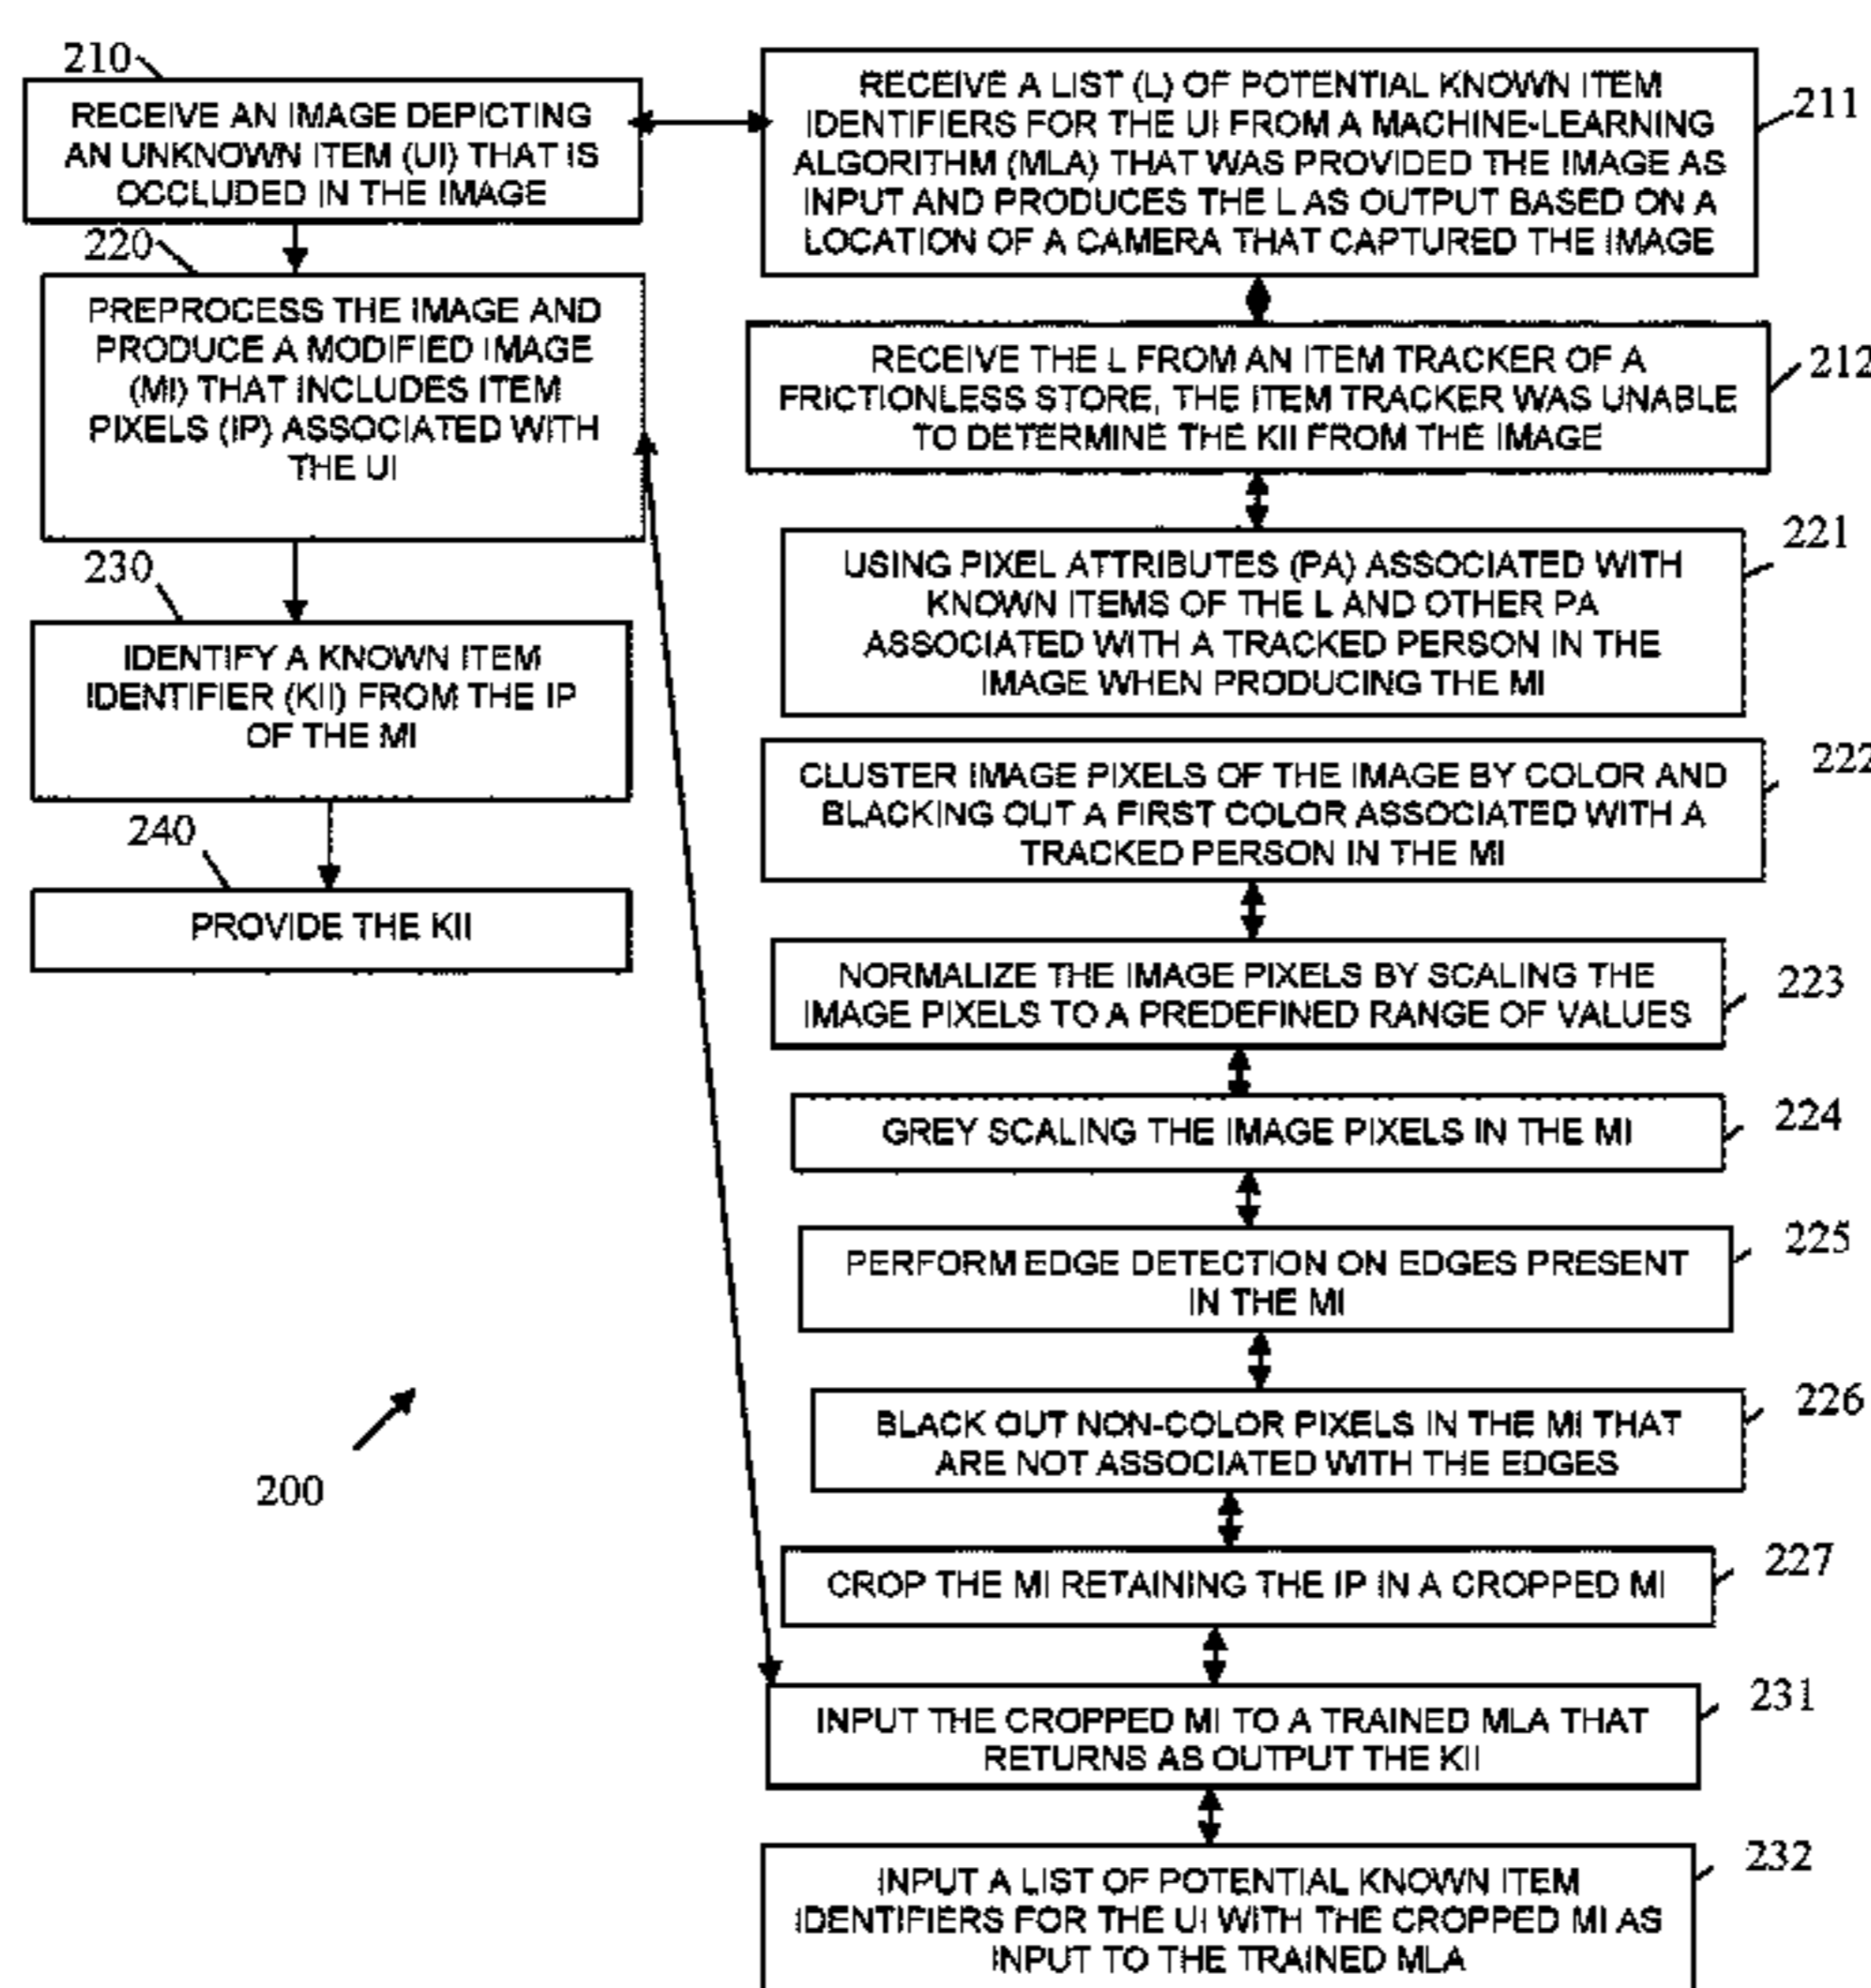 210
RECEIVE AN IMAGE DEPICTING
AN UNKNOWN ITEM (UI) THAT IS
OCCLUDED IN THE IMAGE
220
PREPROCESS THE IMAGE AND
PRODUCE A MODIFIED IMAGE
(MI) THAT INCLUDES ITEM
PIXELS (IP) ASSOCIATED WITH
THE UI
230
IDENTIFY A KNOWN ITEM
IDENTIFIER (KII) FROM THE IP
OF THE MI
240
PROVIDE THE KII
200
RECEIVE A LIST (L) OF POTENTIAL KNOWN ITEM
IDENTIFIERS FOR THE UI FROM A MACHINE-LEARNING
ALGORITHM (MLA) THAT WAS PROVIDED THE IMAGE AS
INPUT AND PRODUCES THE L AS OUTPUT BASED ON A
LOCATION OF A CAMERA THAT CAPTURED THE IMAGE
211
RECEIVE THE L FROM AN ITEM TRACKER OF A
FRICTIONLESS STORE, THE ITEM TRACKER WAS UNABLE
TO DETERMINE THE KII FROM THE IMAGE
212
USING PIXEL ATTRIBUTES (PA) ASSOCIATED WITH
KNOWN ITEMS OF THE L AND OTHER PA
ASSOCIATED WITH A TRACKED PERSON IN THE
IMAGE WHEN PRODUCING THE MI
221
CLUSTER IMAGE PIXELS OF THE IMAGE BY COLOR AND
BLACKING OUT A FIRST COLOR ASSOCIATED WITH A
TRACKED PERSON IN THE MI
222
NORMALIZE THE IMAGE PIXELS BY SCALING THE
IMAGE PIXELS TO A PREDEFINED RANGE OF VALUES
223
GREY SCALING THE IMAGE PIXELS IN THE MI
224
PERFORM EDGE DETECTION ON EDGES PRESENT
IN THE MI
225
BLACK OUT NON-COLOR PIXELS IN THE MI THAT
ARE NOT ASSOCIATED WITH THE EDGES
226
CROP THE MI RETAINING THE IP IN A CROPPED MI
227
INPUT THE CROPPED MI TO A TRAINED MLA THAT
RETURNS AS OUTPUT THE KII
231
INPUT A LIST OF POTENTIAL KNOWN ITEM
IDENTIFIERS FOR THE UI WITH THE CROPPED MI AS
INPUT TO THE TRAINED MLA
232